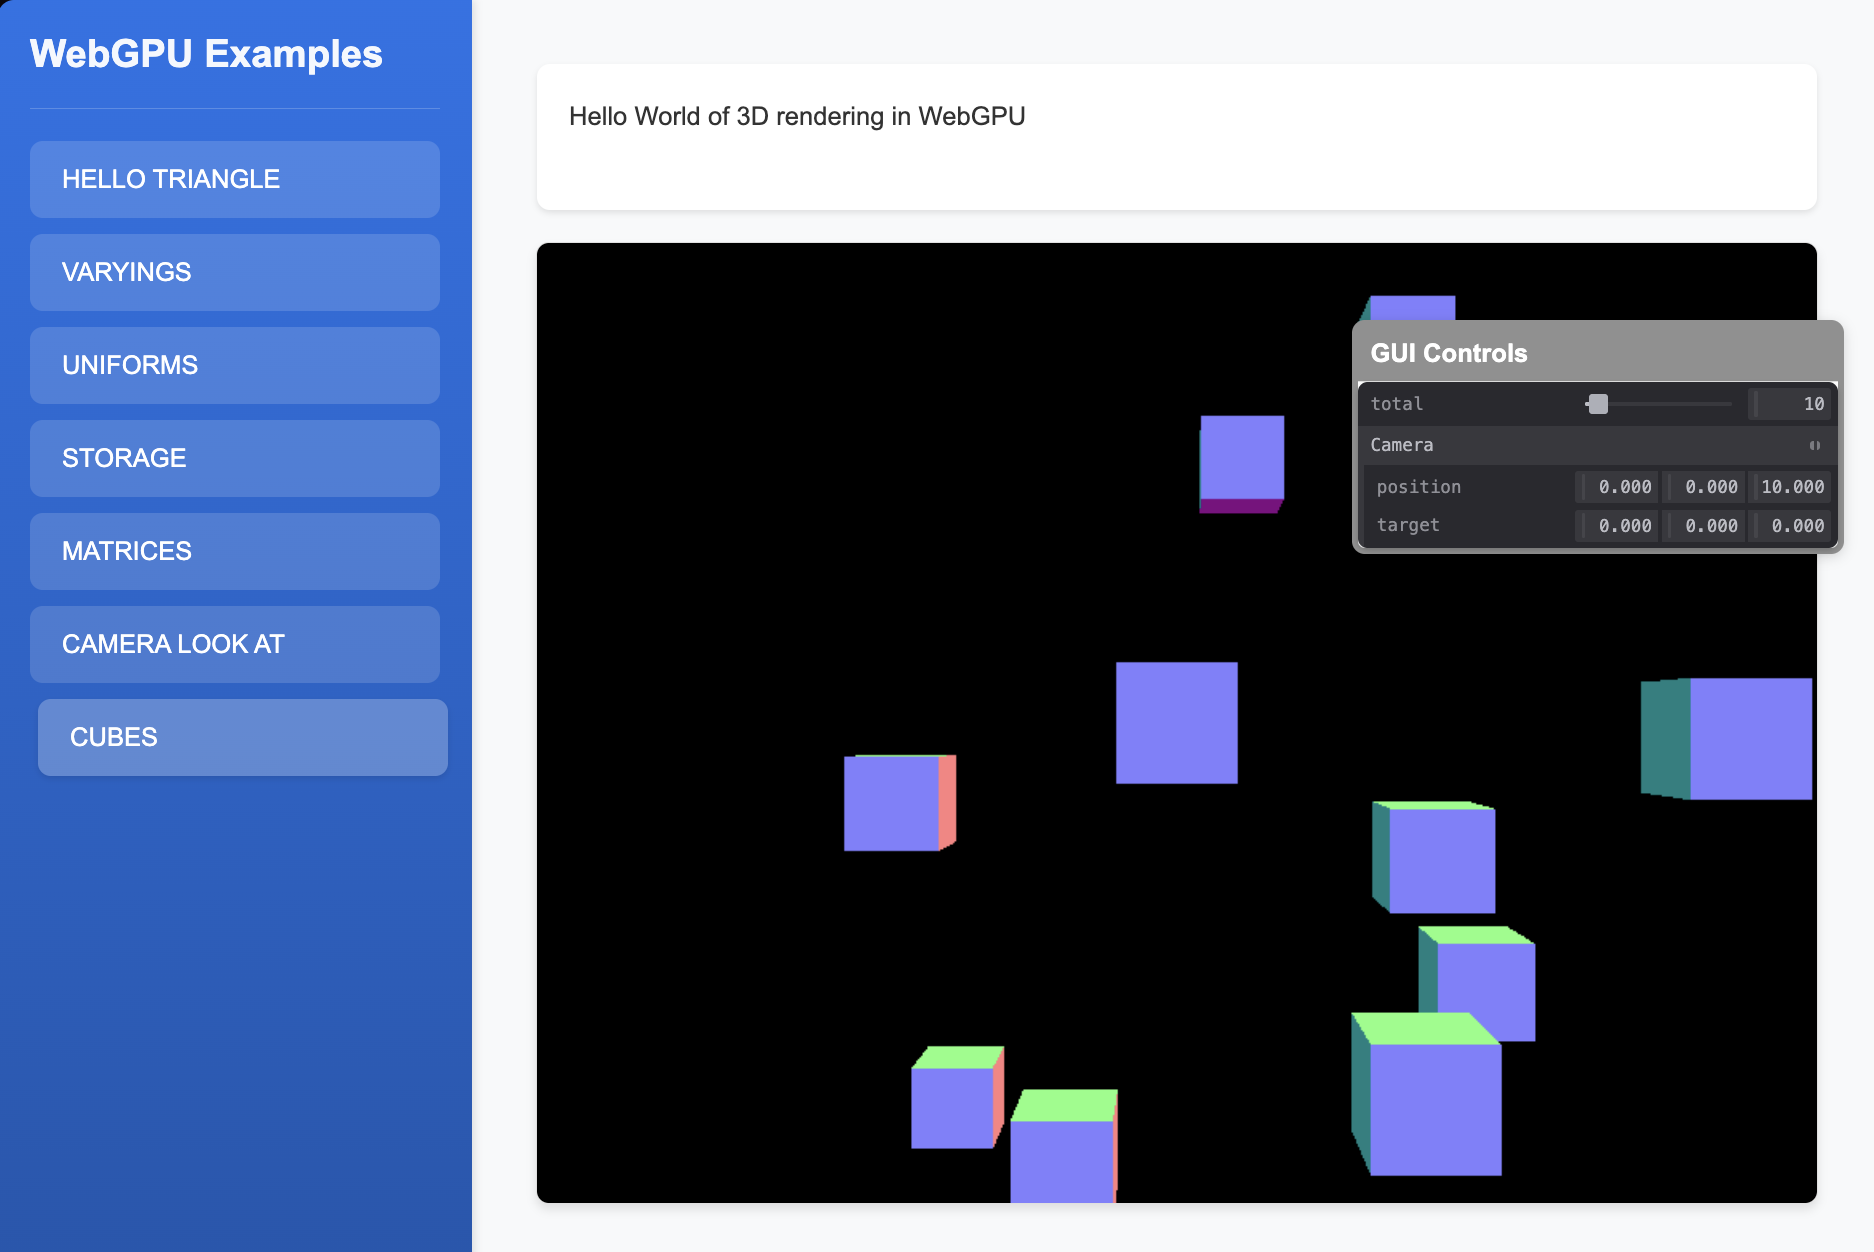 WebGPU Examples
HELLO TRIANGLE
VARYINGS
UNIFORMS
STORAGE
MATRICES
CAMERA LOOK AT
CUBES
Hello World of 3D rendering in WebGPU
GUI Controls
total 10
Camera
position 0.000 0.000 10.000
target 0.000 0.000 0.000